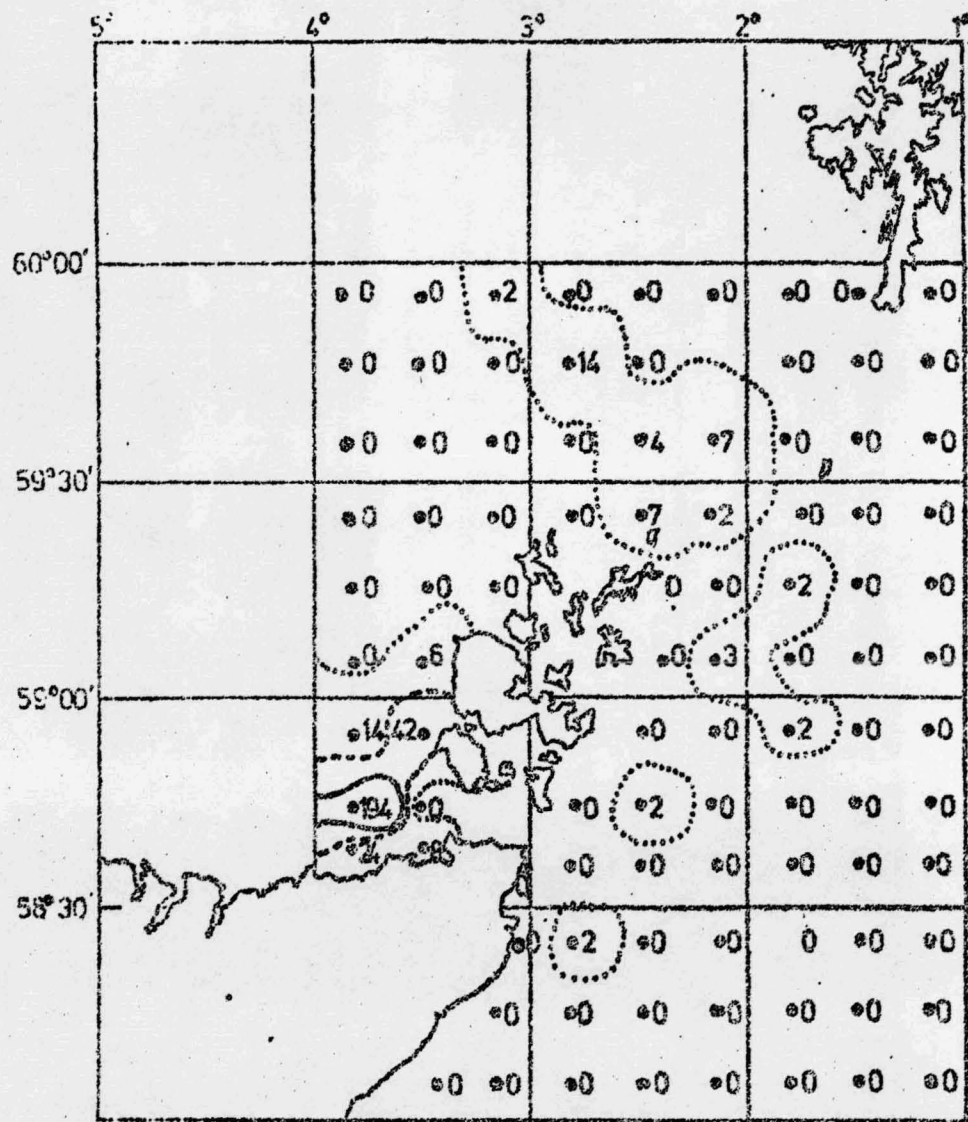 5° 4° 3° 2° 1°
60°00'
0 0 2 0 0 0 0 0 0
0 0 0 14 0 0 0 0
0 0 0 0 4 7 0 0 0
59°30'
0 0 0 0 7 2 0 0 0
0 0 0 0 0 2 0 0
0 6 0 3 0 0 0
59°00'
14 42 0 0 2 0 0
194 0 0 2 0 0 0 0
8 0 0 0 0 0 0
58°30'
0 2 0 0 0 0 0
0 0 0 0 0 0 0
0 0 0 0 0 0 0 0